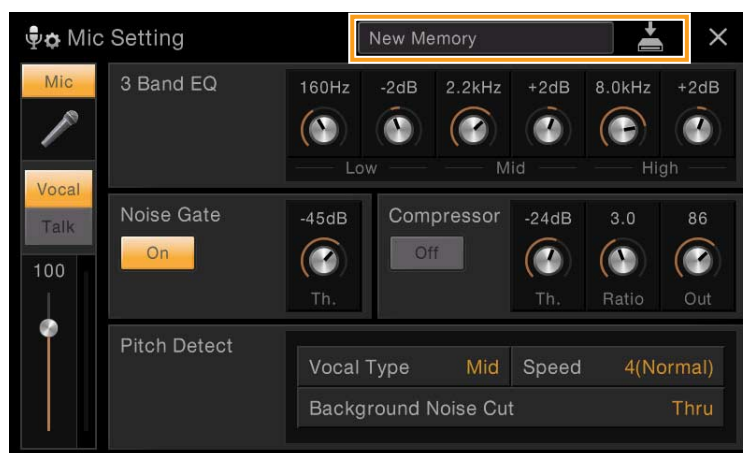 Mic Setting
New Memory
Mic
Vocal
Talk
100
3 Band EQ
160Hz -2dB 2.2kHz +2dB 8.0kHz +2dB
Low Mid High
Noise Gate
On
-45dB
Th.
Compressor
Off
-24dB 3.0 86
Th. Ratio Out
Pitch Detect
Vocal Type Mid Speed 4(Normal)
Background Noise Cut Thru